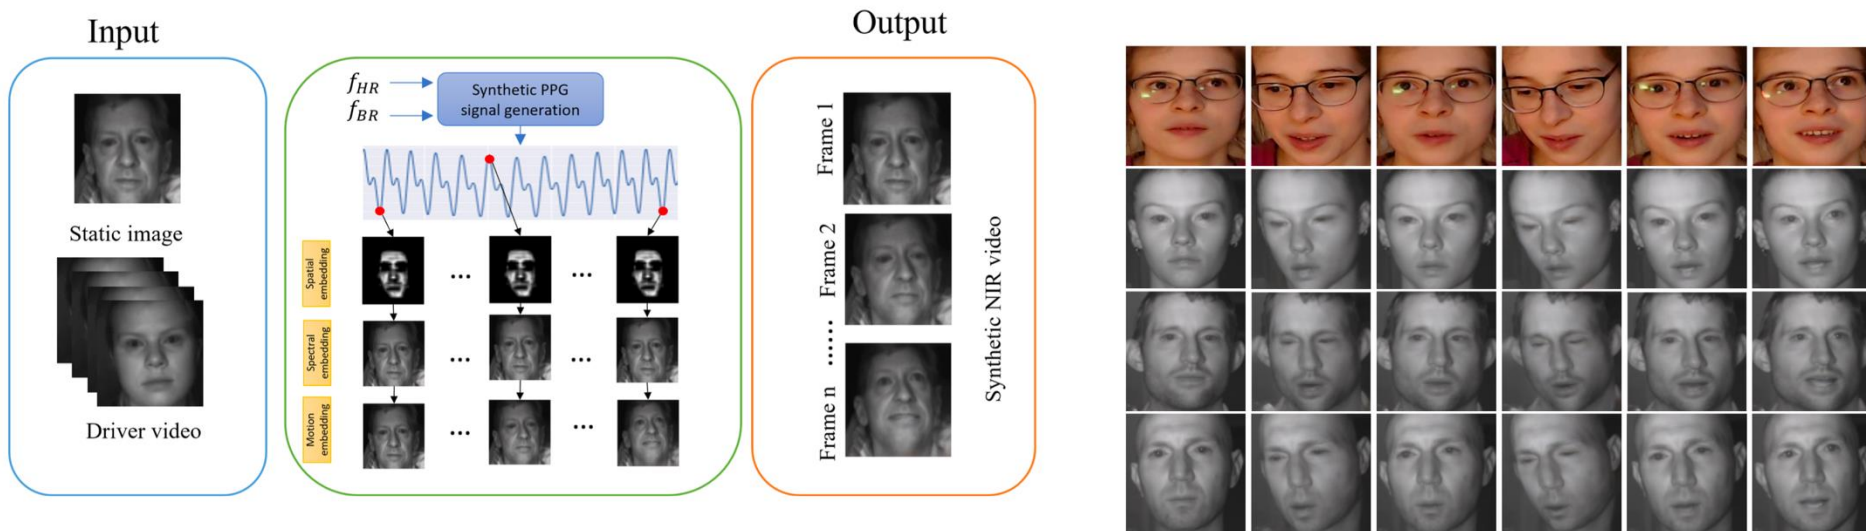 Input
Static image
Driver video
f_HR
f_BR
Synthetic PPG
signal generation
Spatial
embedding
...
...
Spectral
embedding
...
...
Motion
embedding
...
...
Output
Frame 1
Frame 2
......
Frame n
Synthetic NIR video